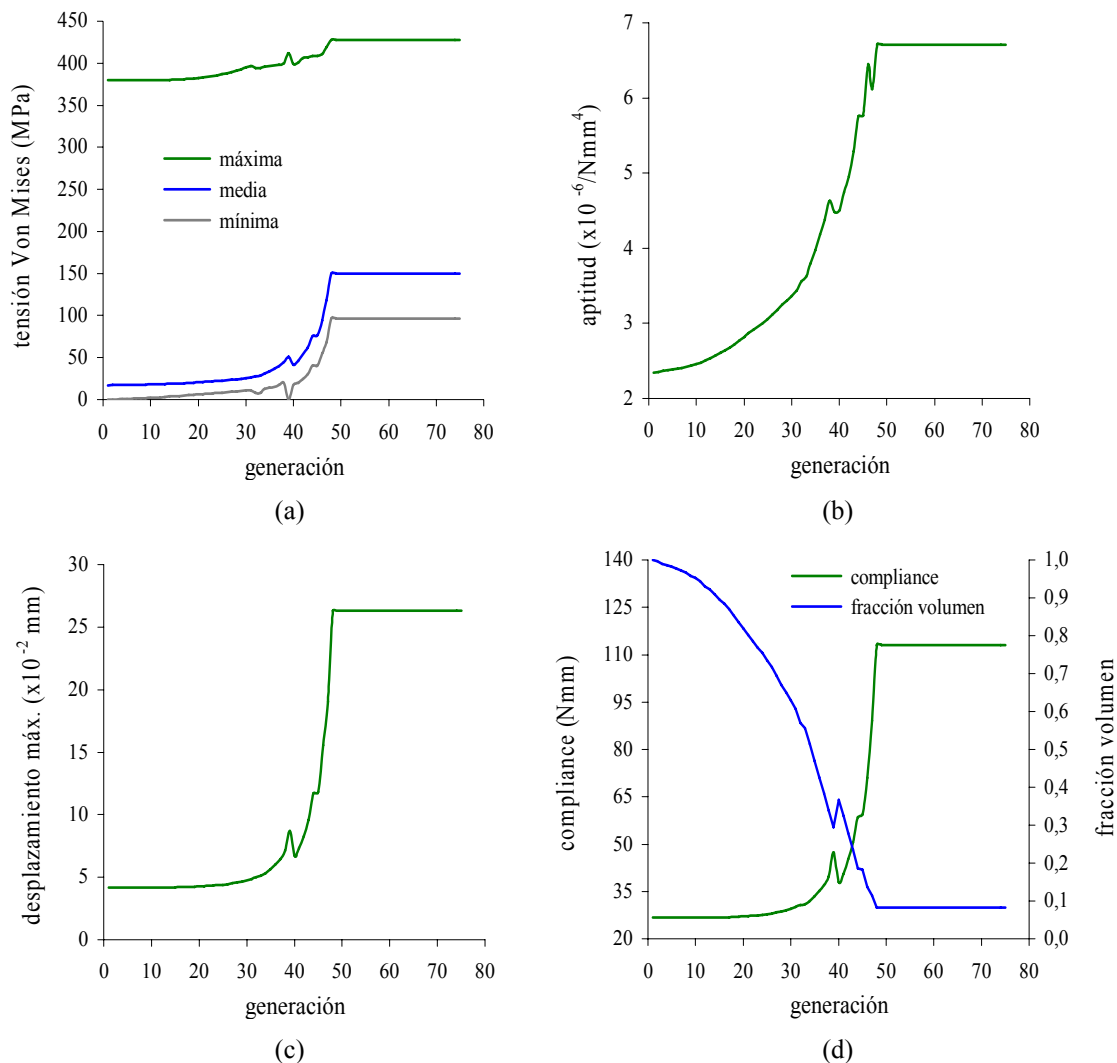 450
400
350
300
250
200
150
100
50
0
tensión Von Mises (MPa)
máxima
media
mínima
0 10 20 30 40 50 60 70 80
generación
(a)
7
6
5
4
3
2
aptitud (x10 -6/Nmm4)
0 10 20 30 40 50 60 70 80
generación
(b)
30
25
20
15
10
5
0
desplazamiento máx. (x10 -2 mm)
0 10 20 30 40 50 60 70 80
generación
(c)
140
125
110
95
80
65
50
35
20
compliance (Nmm)
compliance
fracción volumen
1,0
0,9
0,8
0,7
0,6
0,5
0,4
0,3
0,2
0,1
0,0
fracción volumen
0 10 20 30 40 50 60 70 80
generación
(d)